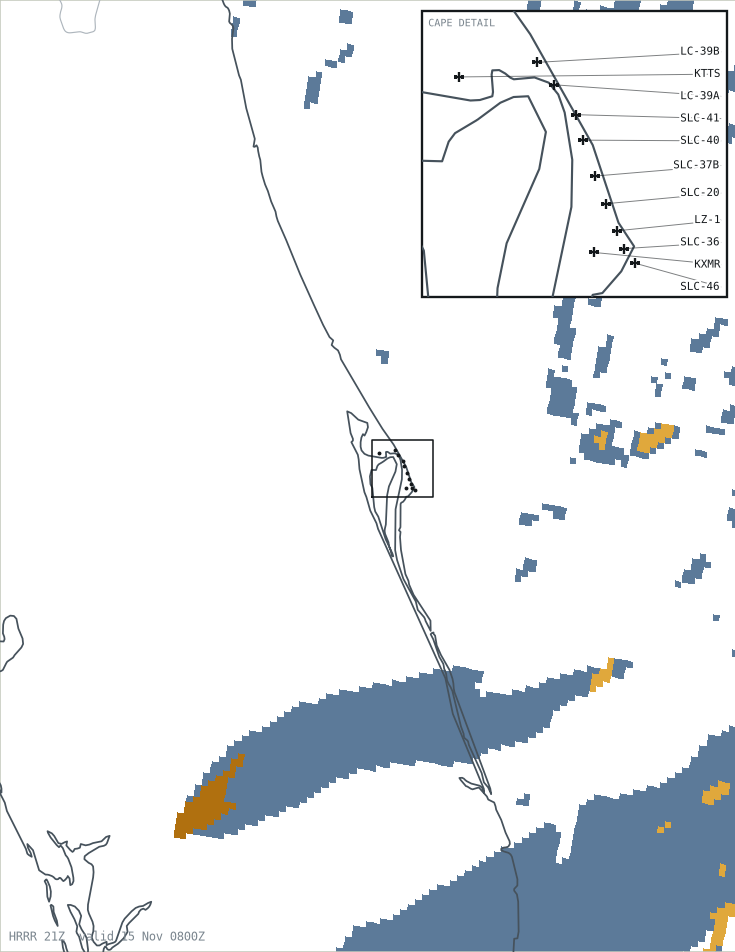 CAPE DETAIL
LC-39B
KTTS
LC-39A
SLC-41
SLC-40
SLC-37B
SLC-20
LZ-1
SLC-36
KXMR
SLC-46
HRRR 21Z  valid 15 Nov 0800Z